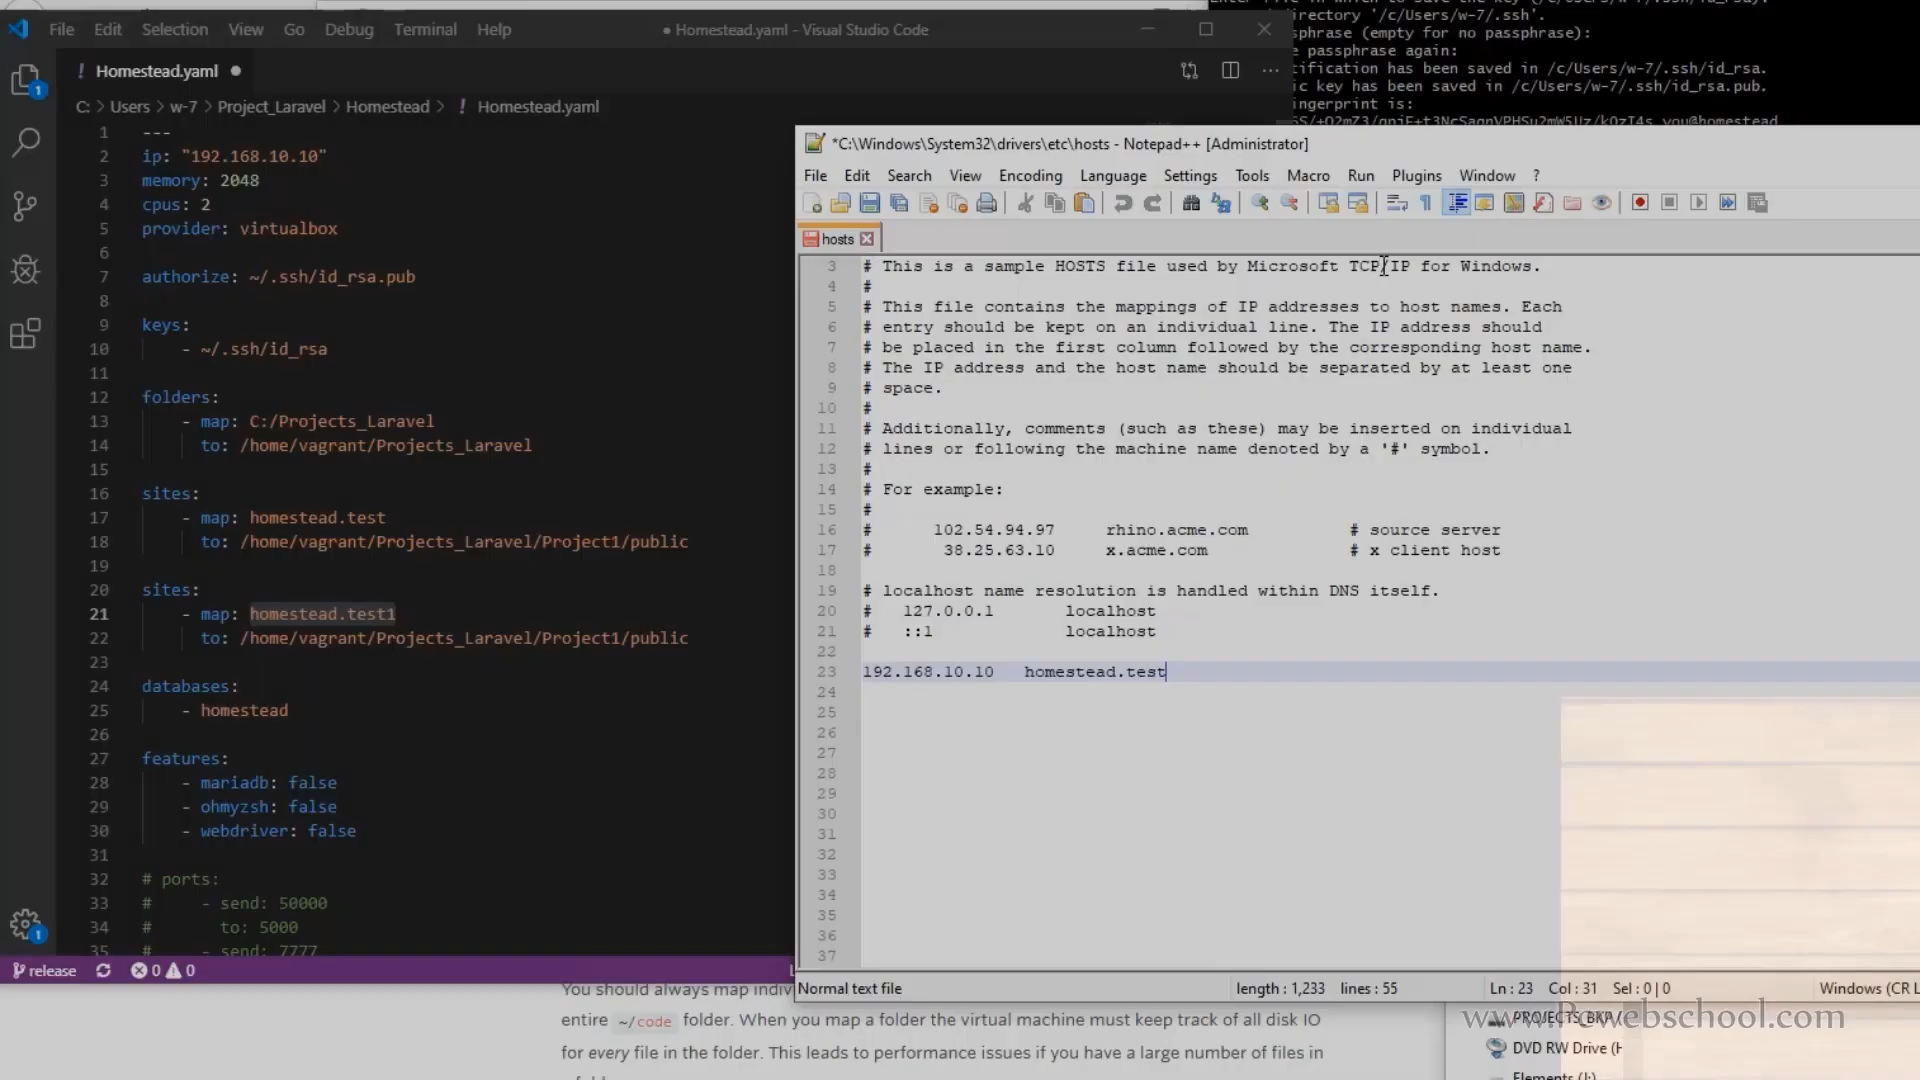 File Edit Selection View Go Debug Terminal Help
● Homestead.yaml - Visual Studio Code
! Homestead.yaml ●
C: > Users > w-7 > Project_Laravel > Homestead > ! Homestead.yaml
1 ---
2 ip: "192.168.10.10"
3 memory: 2048
4 cpus: 2
5 provider: virtualbox
6
7 authorize: ~/.ssh/id_rsa.pub
8
9 keys:
10 - ~/.ssh/id_rsa
11
12 folders:
13 - map: C:/Projects_Laravel
14 to: /home/vagrant/Projects_Laravel
15
16 sites:
17 - map: homestead.test
18 to: /home/vagrant/Projects_Laravel/Project1/public
19
20 sites:
21 - map: homestead.test1
22 to: /home/vagrant/Projects_Laravel/Project1/public
23
24 databases:
25 - homestead
26
27 features:
28 - mariadb: false
29 - ohmyzsh: false
30 - webdriver: false
31
32 # ports:
33 # - send: 50000
34 # to: 5000
35 # - send: 7777
1
1
release 0 0
irectory '/c/Users/w-7/.ssh'.
sphrase (empty for no passphrase):
e passphrase again:
tification has been saved in /c/Users/w-7/.ssh/id_rsa.
ic key has been saved in /c/Users/w-7/.ssh/id_rsa.pub.
ingerprint is:
you@homestead
*C:\Windows\System32\drivers\etc\hosts - Notepad++ [Administrator]
File Edit Search View Encoding Language Settings Tools Macro Run Plugins Window ?
hosts
3 # This is a sample HOSTS file used by Microsoft TCP/IP for Windows.
4 #
5 # This file contains the mappings of IP addresses to host names. Each
6 # entry should be kept on an individual line. The IP address should
7 # be placed in the first column followed by the corresponding host name.
8 # The IP address and the host name should be separated by at least one
9 # space.
10 #
11 # Additionally, comments (such as these) may be inserted on individual
12 # lines or following the machine name denoted by a '#' symbol.
13 #
14 # For example:
15 #
16 # 102.54.94.97 rhino.acme.com # source server
17 # 38.25.63.10 x.acme.com # x client host
18
19 # localhost name resolution is handled within DNS itself.
20 # 127.0.0.1 localhost
21 # ::1 localhost
22
23 192.168.10.10 homestead.test
24
25
26
27
28
29
30
31
32
33
34
35
36
37
Normal text file length : 1,233 lines : 55 Ln : 23 Col : 31 Sel : 0 | 0 Windows (CR L
You should always map indiv
entire ~/code folder. When you map a folder the virtual machine must keep track of all disk IO
for every file in the folder. This leads to performance issues if you have a large number of files in
PROJECTS_BKP
DVD RW Drive (H
Elements (J:)
www.Pcwebschool.com